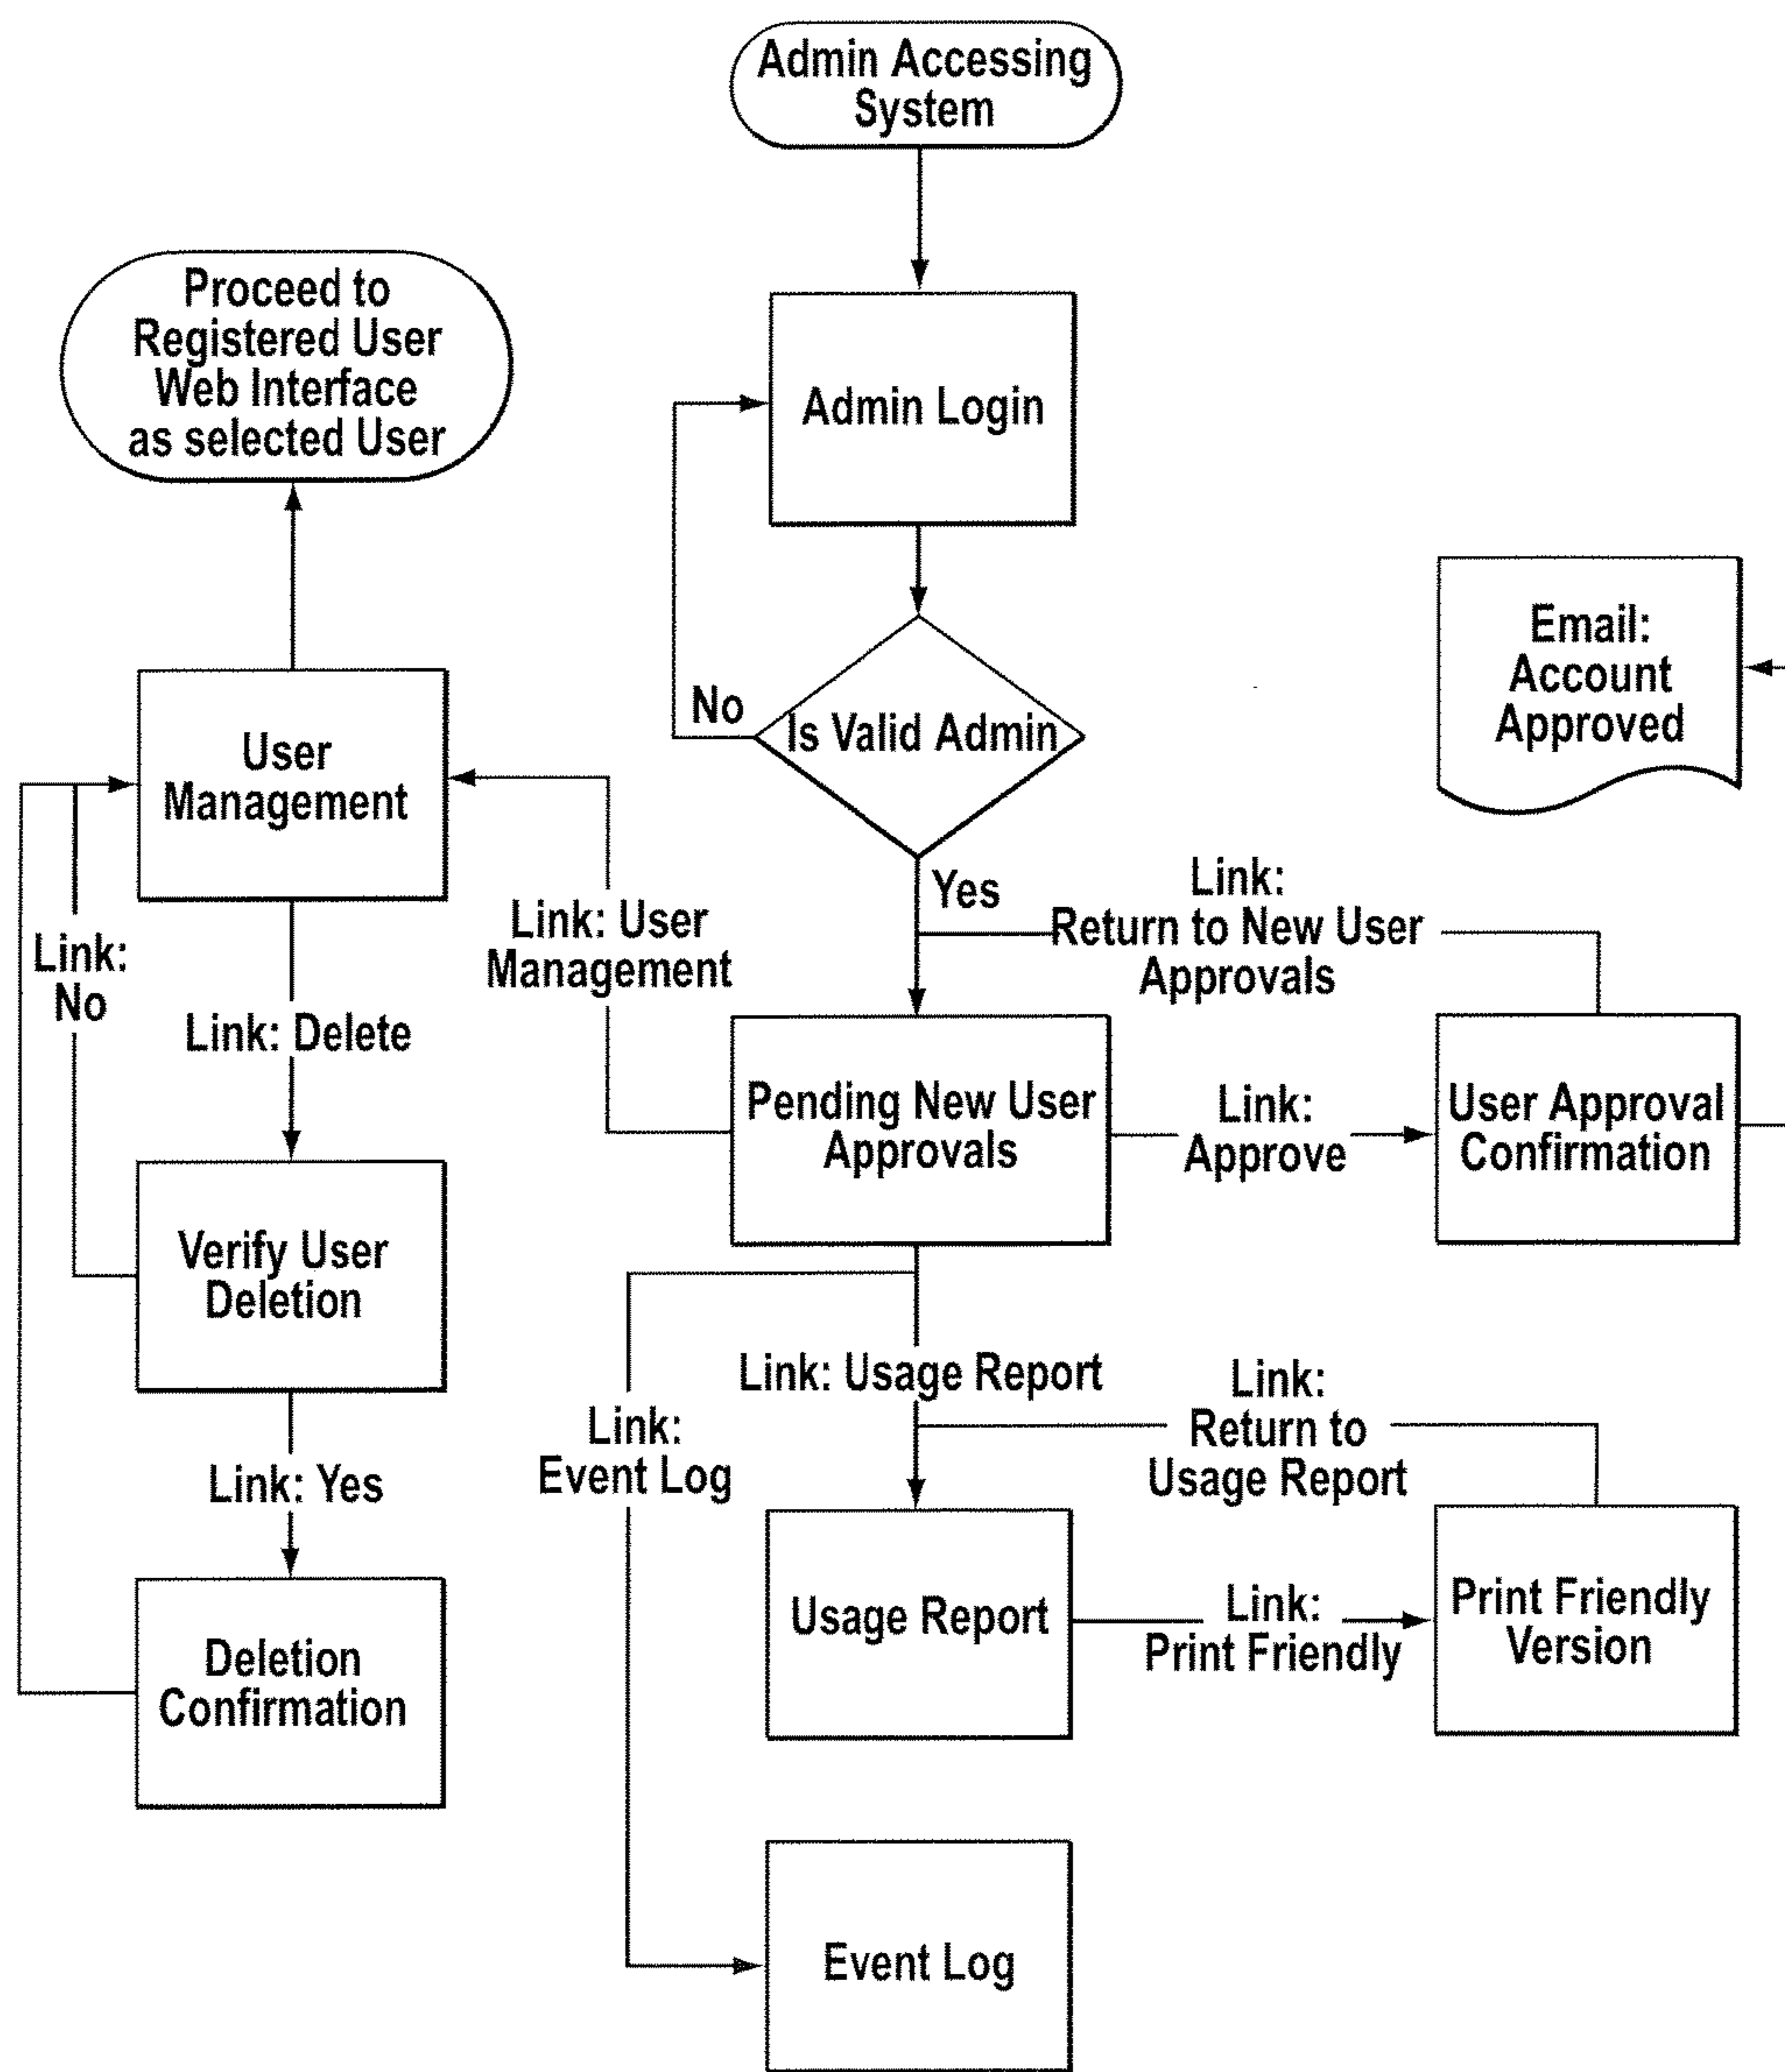 Admin Accessing
System
Proceed to
Registered User
Web Interface
as selected User
Admin Login
Email:
Account
Approved
No
Is Valid Admin
User
Management
Yes
Link:
Return to New User
Approvals
Link: User
Management
Link:
No
Link: Delete
Pending New User
Approvals
Link:
Approve
User Approval
Confirmation
Verify User
Deletion
Link: Usage Report
Link:
Return to
Usage Report
Link:
Event Log
Link: Yes
Usage Report
Link:
Print Friendly
Print Friendly
Version
Deletion
Confirmation
Event Log